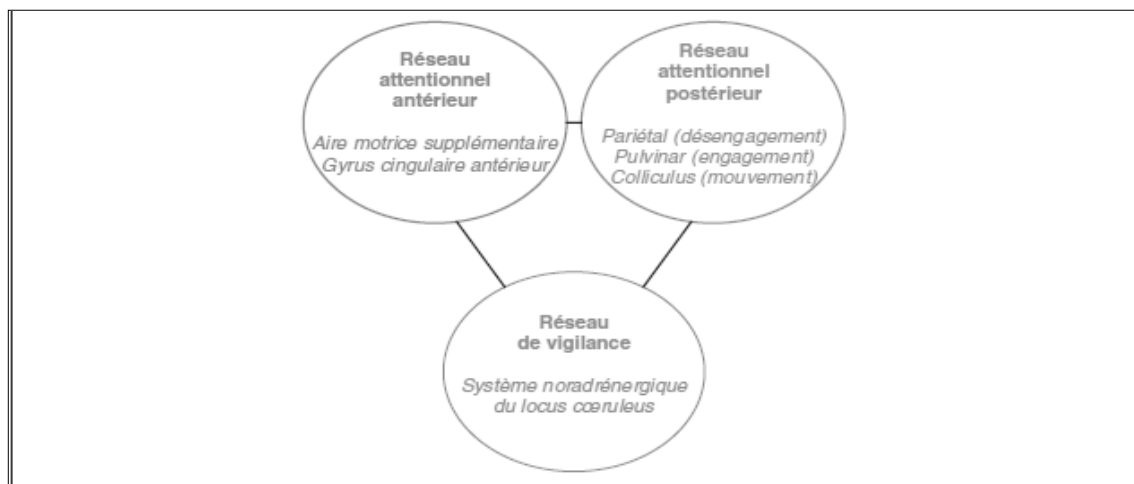 Réseau
attentionnel
antérieur
Aire motrice supplémentaire
Gyrus cingulaire antérieur
Réseau
attentionnel
postérieur
Pariétal (désengagement)
Pulvinar (engagement)
Colliculus (mouvement)
Réseau
de vigilance
Système noradrénergique
du locus cœruleus